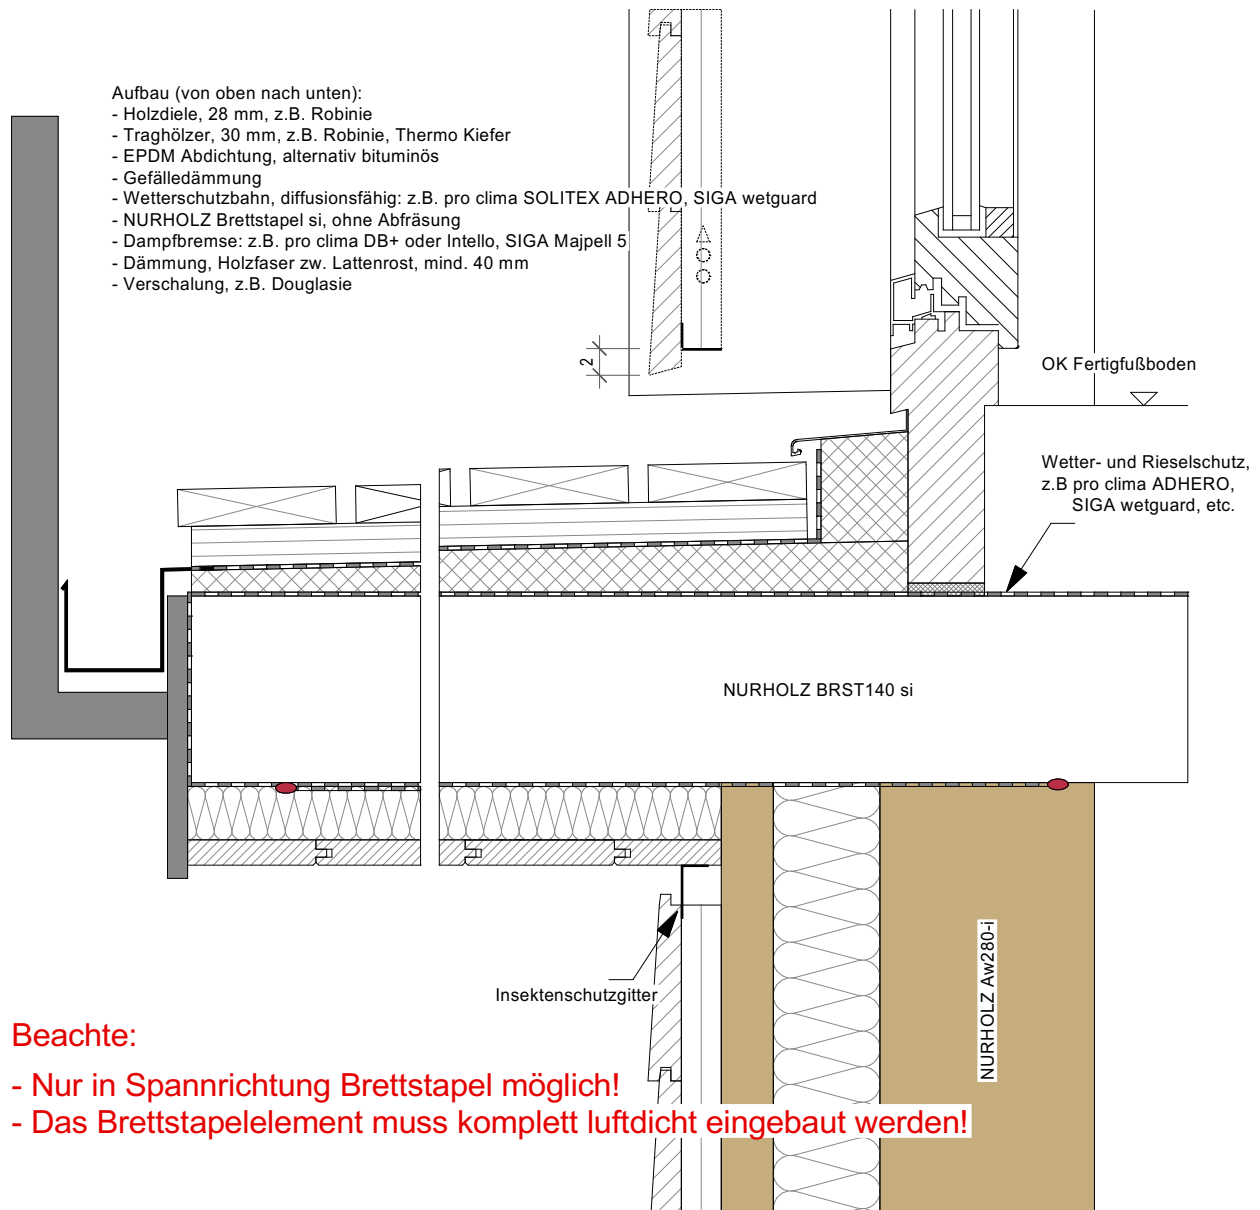 Aufbau (von oben nach unten):
- Holzdiele, 28 mm, z.B. Robinie
- Traghölzer, 30 mm, z.B. Robinie, Thermo Kiefer
- EPDM Abdichtung, alternativ bituminös
- Gefälledämmung
- Wetterschutzbahn, diffusionsfähig: z.B. pro clima SOLITEX ADHERO, SIGA wetguard
- NURHOLZ Brettstapel si, ohne Abfräsung
- Dampfbremse: z.B. pro clima DB+ oder Intello, SIGA Majpell 5
- Dämmung, Holzfaser zw. Lattenrost, mind. 40 mm
- Verschalung, z.B. Douglasie
2
OK Fertigfußboden
Wetter- und Rieselschutz,
z.B pro clima ADHERO,
SIGA wetguard, etc.
NURHOLZ BRST140 si
NURHOLZ Aw280-i
Insektenschutzgitter
Beachte:
- Nur in Spannrichtung Brettstapel möglich!
- Das Brettstapelelement muss komplett luftdicht eingebaut werden!